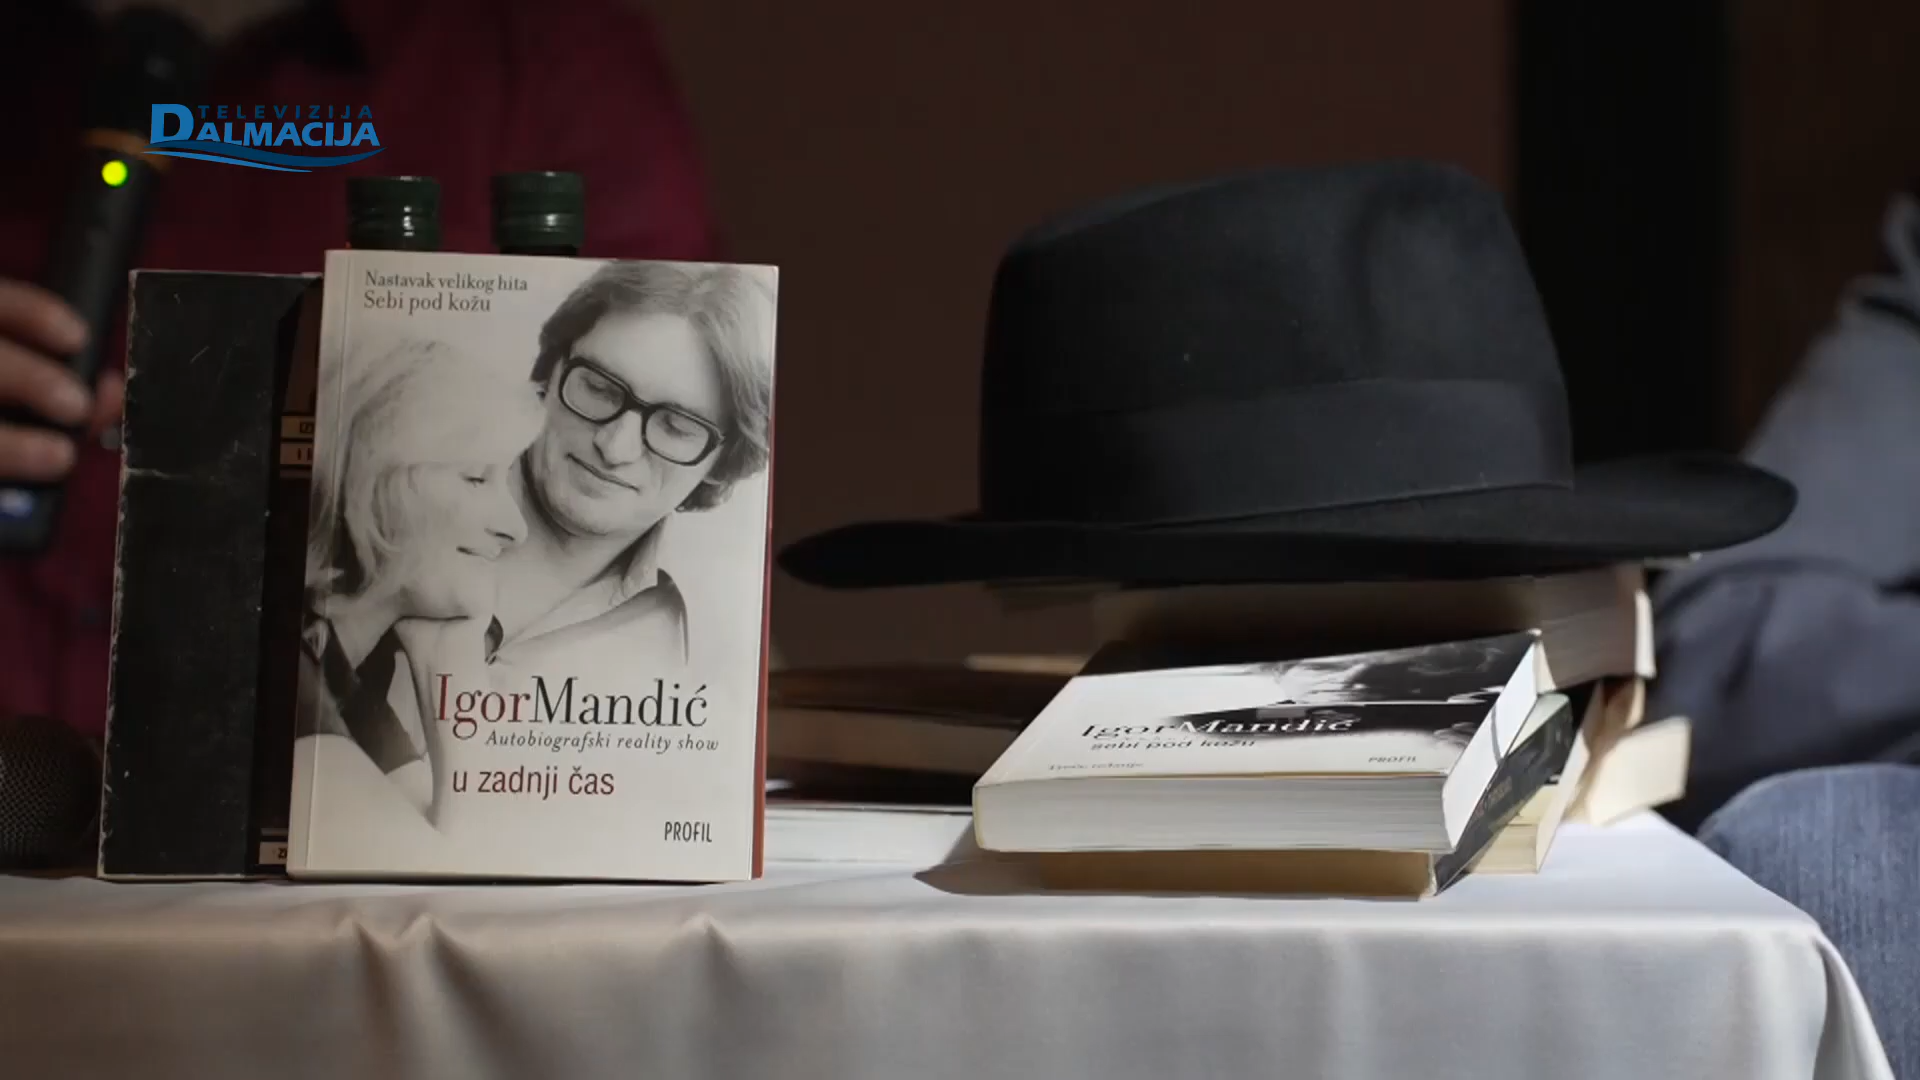 TELEVIZIJA
DALMACIJA
Nastavak velikog hita
Sebi pod kožu
IgorMandić
Autobiografski reality show
u zadnji čas
PROFIL
IgorMandić
sebi pod kožu
PROFIL